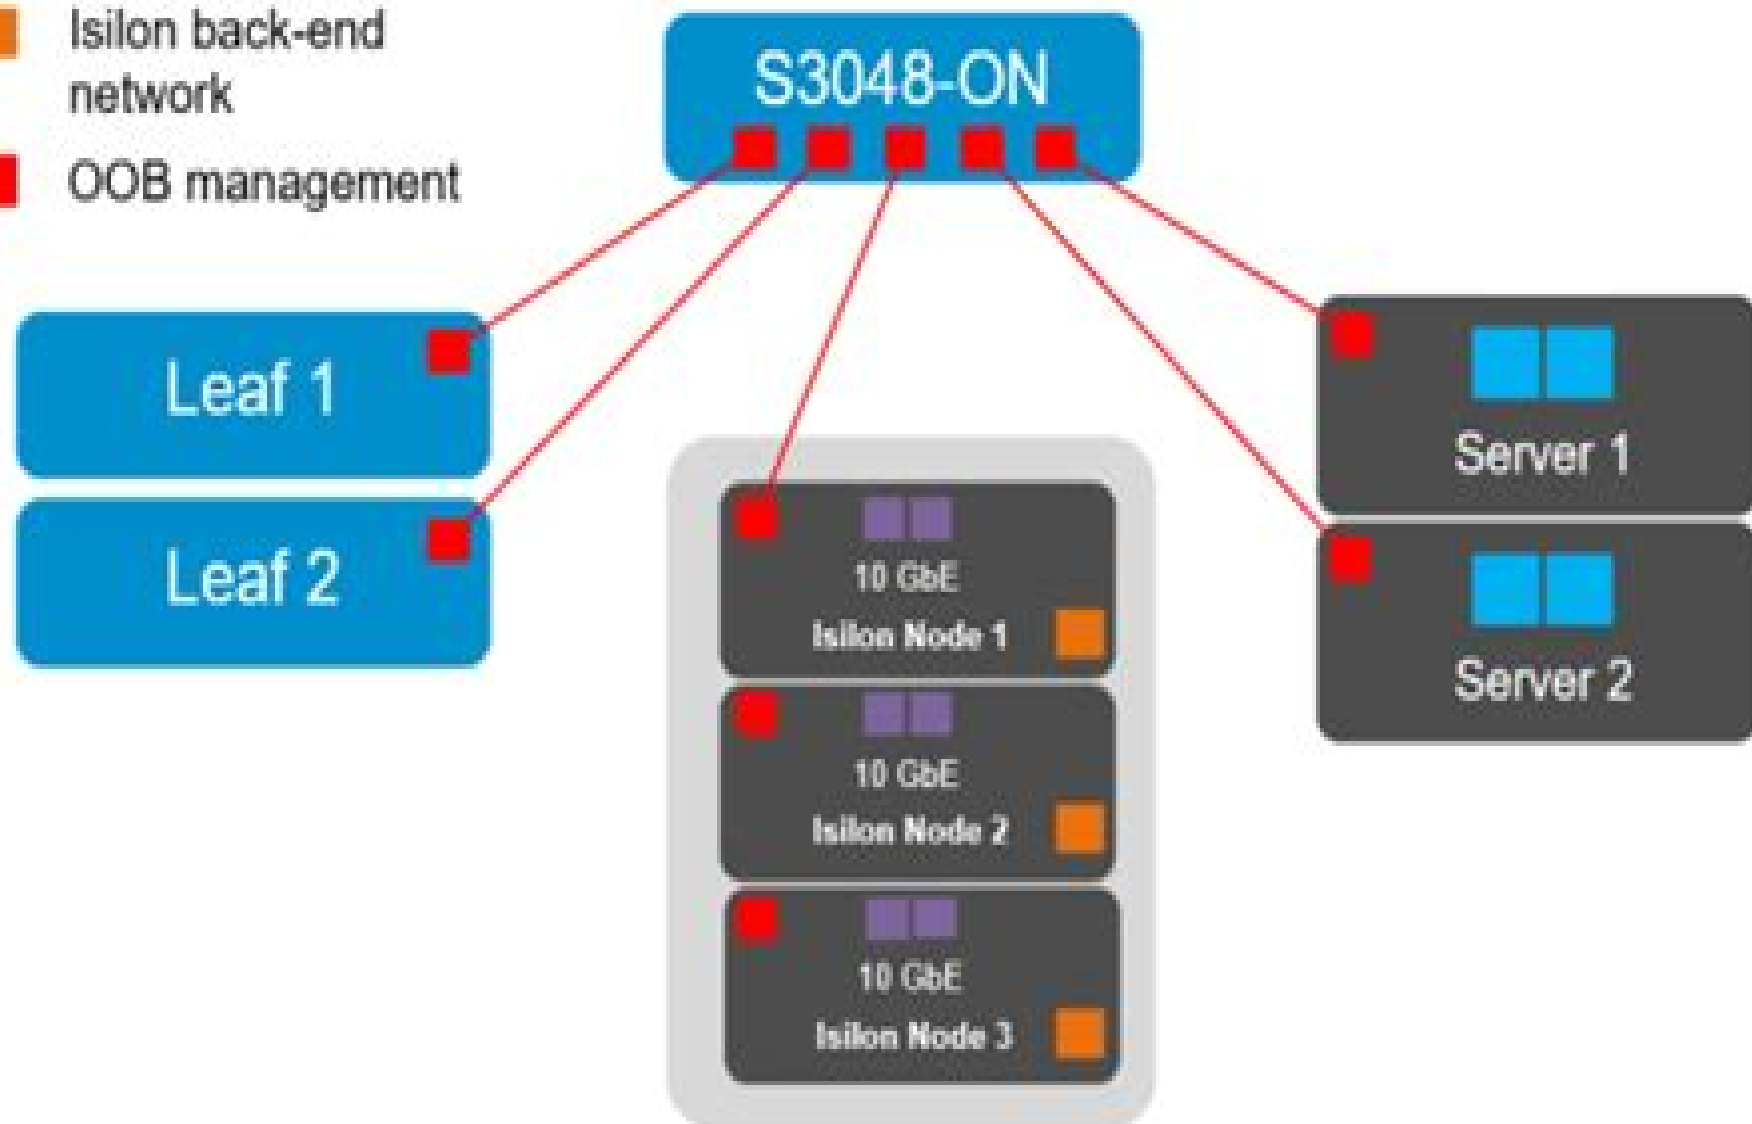 Isilon back-end
network
OOB management
S3048-ON
Leaf 1
Leaf 2
10 GbE
Isilon Node 1
10 GbE
Isilon Node 2
10 GbE
Isilon Node 3
Server 1
Server 2